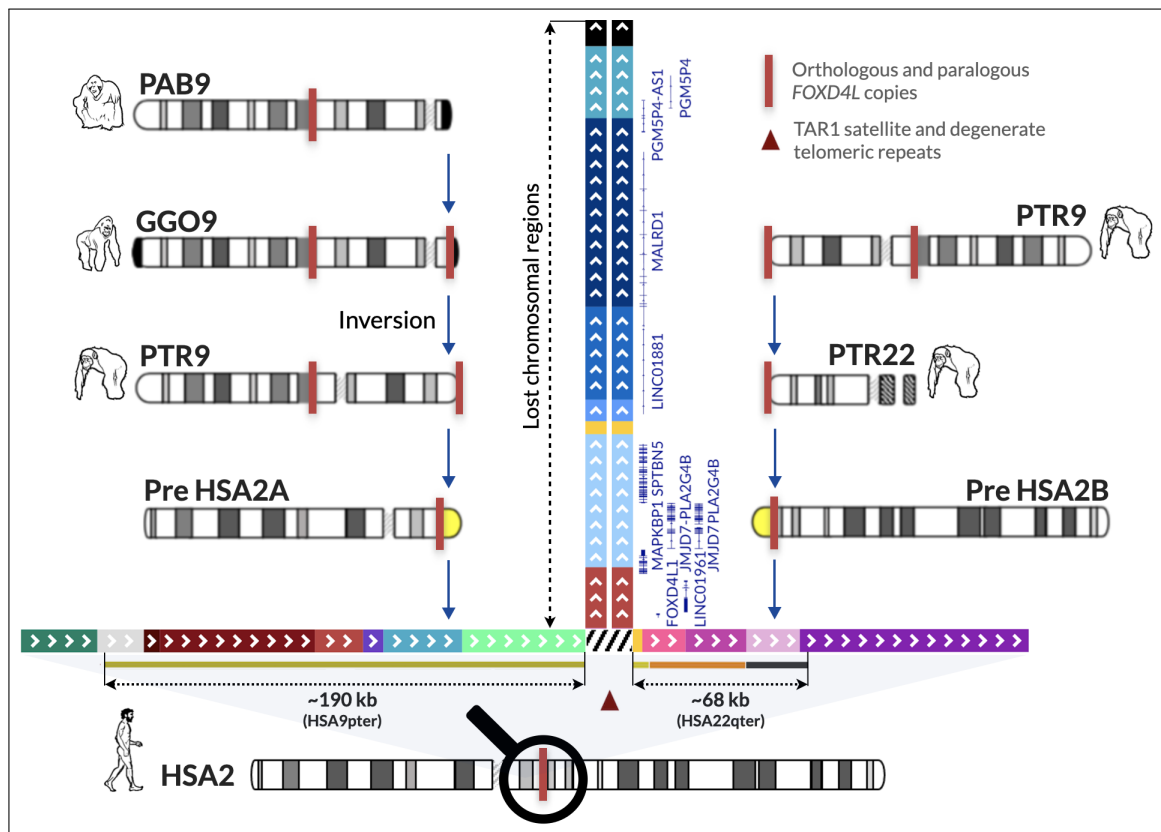 PAB9
GGO9
Inversion
PTR9
Pre HSA2A
Lost chromosomal regions
PGM5P4-AS1
PGM5P4
MALRD1
LINC01881
MAPKBP1 SPTBN5
FOXD4L1
JMJD7-PLA2G4B
LINC01961
JMJD7PLA2G4B
Orthologous and paralogous
FOXD4L copies
TAR1 satellite and degenerate
telomeric repeats
PTR9
PTR22
Pre HSA2B
~190 kb
(HSA9pter)
~68 kb
(HSA22qter)
HSA2